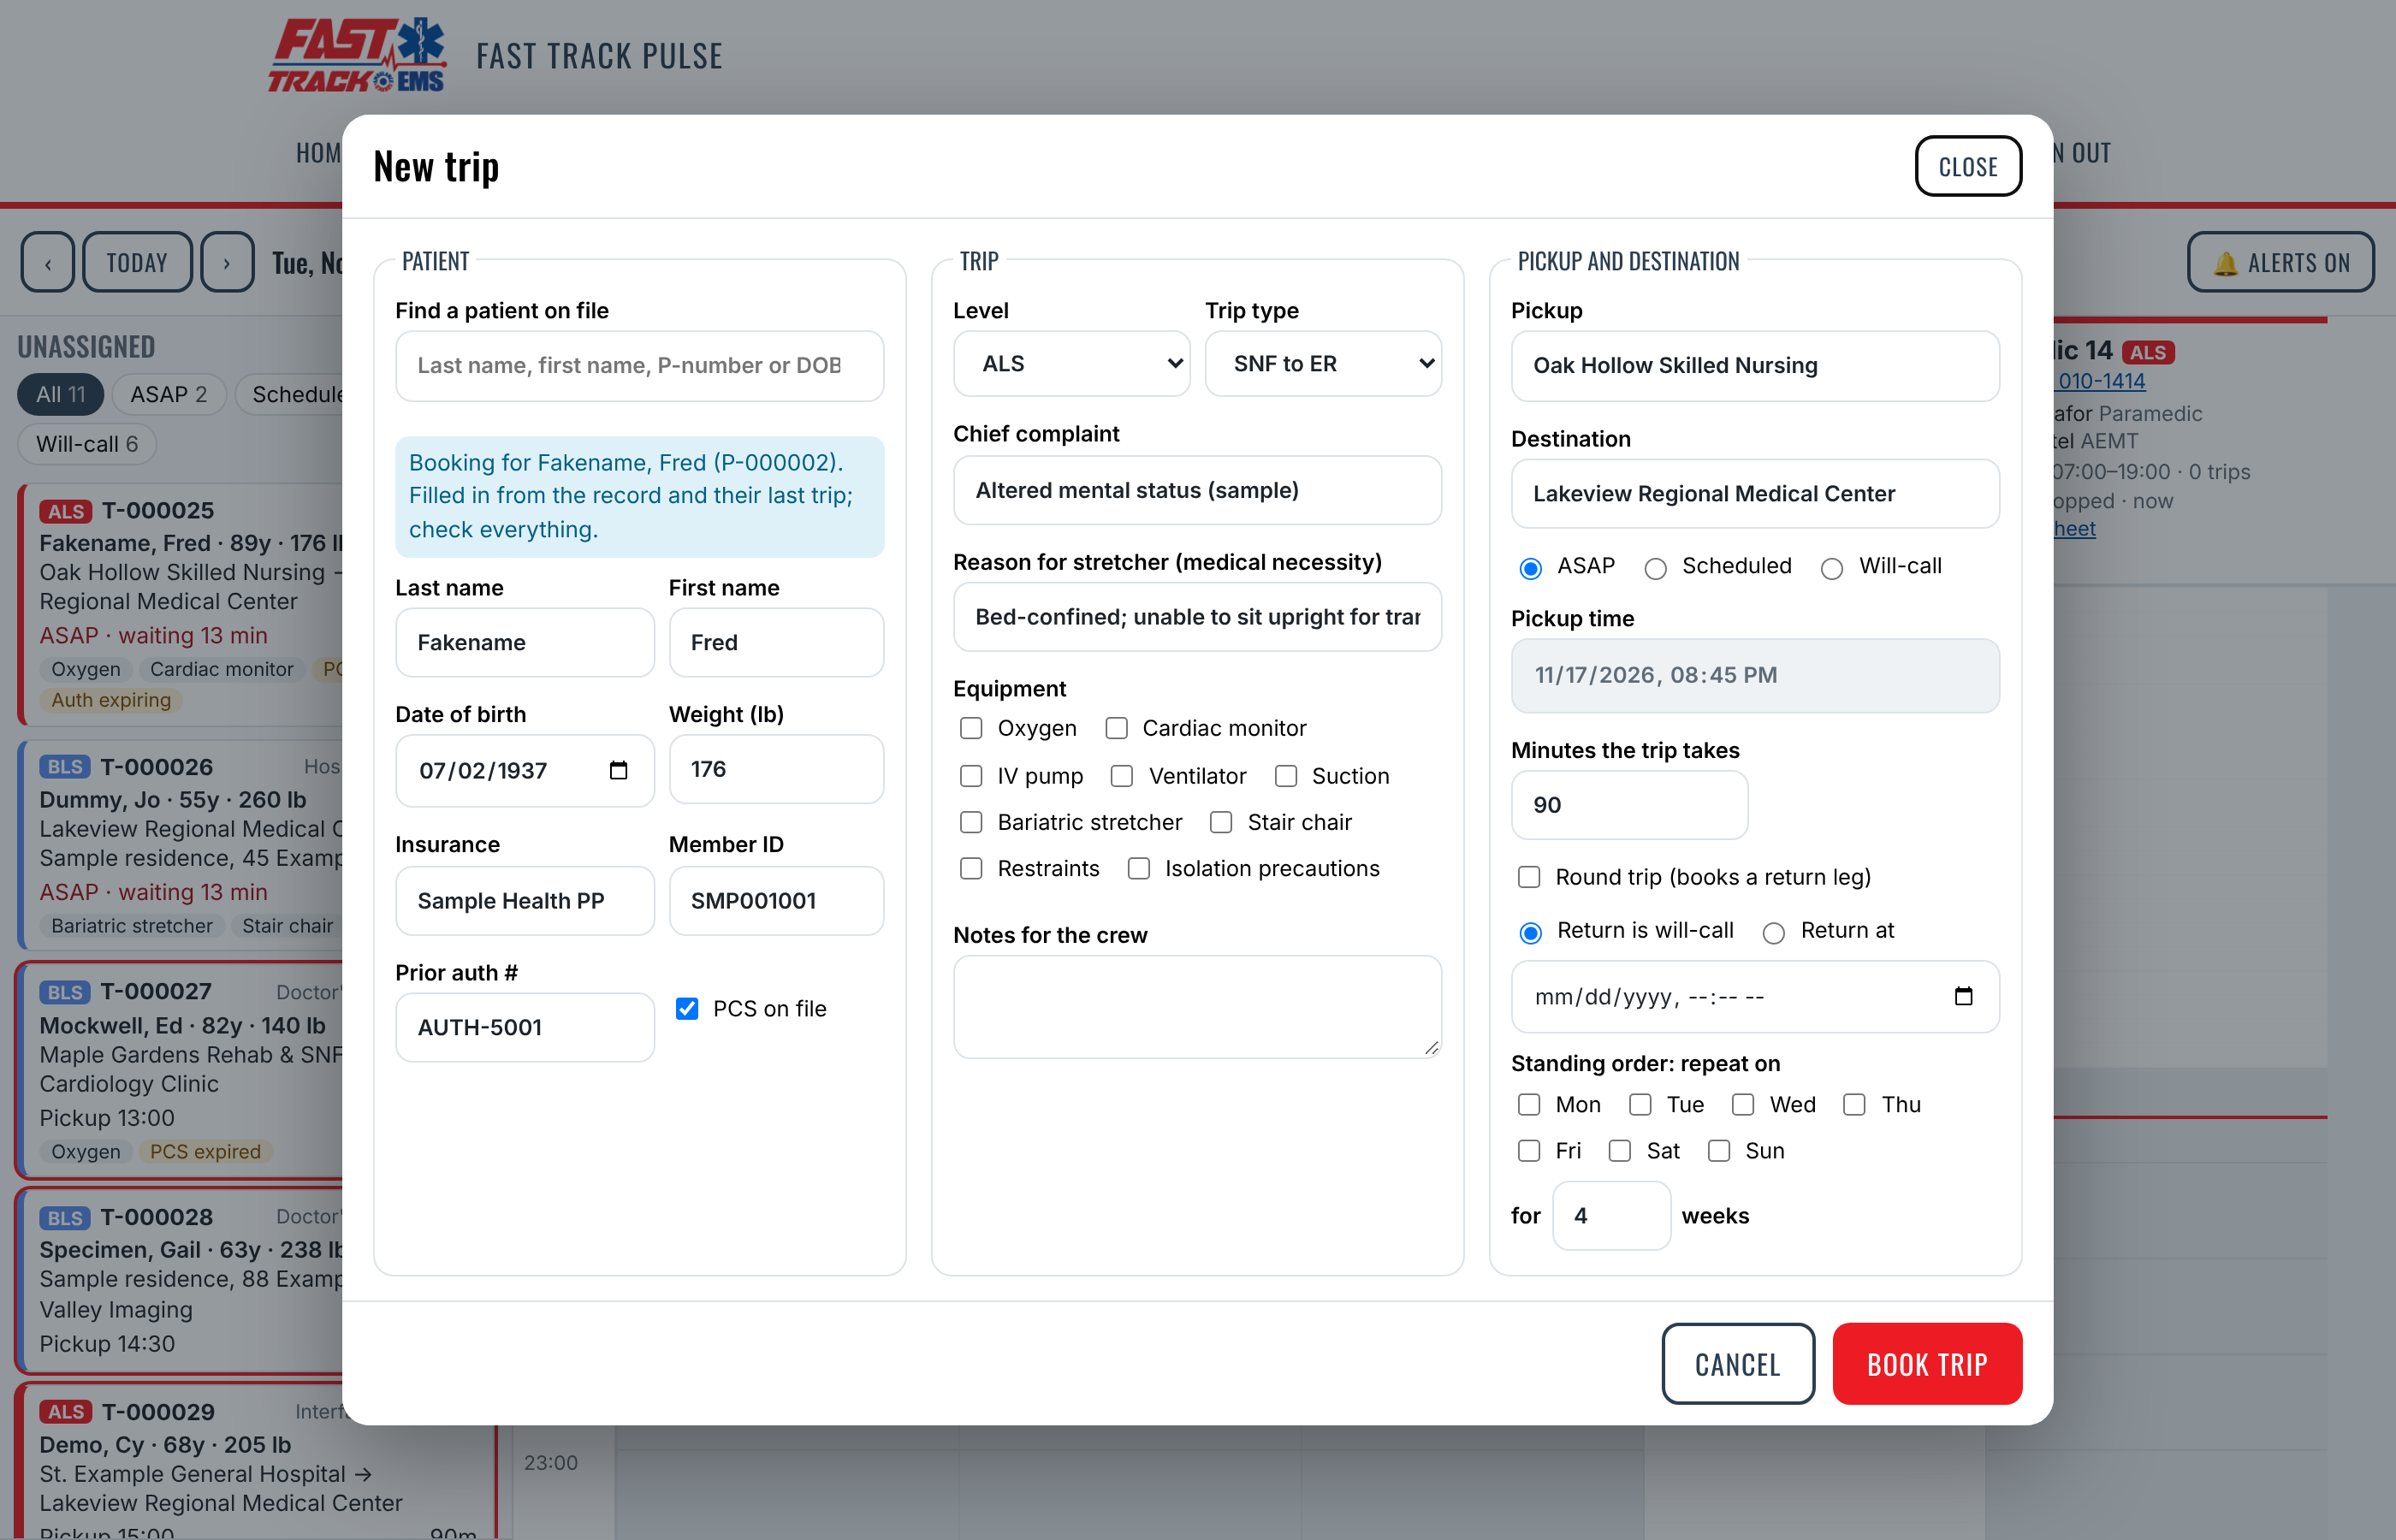 FAST
TRACK EMS
FAST TRACK PULSE
HOM
N OUT
‹
TODAY
›
Tue, No
🔔 ALERTS ON
UNASSIGNED
All 11
ASAP 2
Schedule
Will-call 6
ALS T-000025
Fakename, Fred · 89y · 176 lb
Oak Hollow Skilled Nursing
Regional Medical Center
ASAP · waiting 13 min
Oxygen
Cardiac monitor
PC
Auth expiring
BLS T-000026 Hos
Dummy, Jo · 55y · 260 lb
Lakeview Regional Medical C
Sample residence, 45 Examp
ASAP · waiting 13 min
Bariatric stretcher
Stair chair
BLS T-000027 Doctor'
Mockwell, Ed · 82y · 140 lb
Maple Gardens Rehab & SNF
Cardiology Clinic
Pickup 13:00
Oxygen
PCS expired
BLS T-000028 Doctor'
Specimen, Gail · 63y · 238 lb
Sample residence, 88 Examp
Valley Imaging
Pickup 14:30
ALS T-000029 Interf
Demo, Cy · 68y · 205 lb
St. Example General Hospital →
Lakeview Regional Medical Center
Pickup 15:00 90m
23:00
New trip
CLOSE
PATIENT
Find a patient on file
Last name, first name, P-number or DOB
Booking for Fakename, Fred (P-000002).
Filled in from the record and their last trip;
check everything.
Last name First name
Fakename Fred
Date of birth Weight (lb)
07/02/1937 176
Insurance Member ID
Sample Health PP SMP001001
Prior auth #
AUTH-5001 PCS on file
TRIP
Level Trip type
ALS SNF to ER
Chief complaint
Altered mental status (sample)
Reason for stretcher (medical necessity)
Bed-confined; unable to sit upright for tran
Equipment
Oxygen Cardiac monitor
IV pump Ventilator Suction
Bariatric stretcher Stair chair
Restraints Isolation precautions
Notes for the crew
PICKUP AND DESTINATION
Pickup
Oak Hollow Skilled Nursing
Destination
Lakeview Regional Medical Center
ASAP Scheduled Will-call
Pickup time
11/17/2026, 08:45 PM
Minutes the trip takes
90
Round trip (books a return leg)
Return is will-call Return at
mm/dd/yyyy, --:-- --
Standing order: repeat on
Mon Tue Wed Thu
Fri Sat Sun
for 4 weeks
CANCEL
BOOK TRIP
ic 14 ALS
010-1414
afor Paramedic
tel AEMT
07:00–19:00 · 0 trips
opped · now
heet